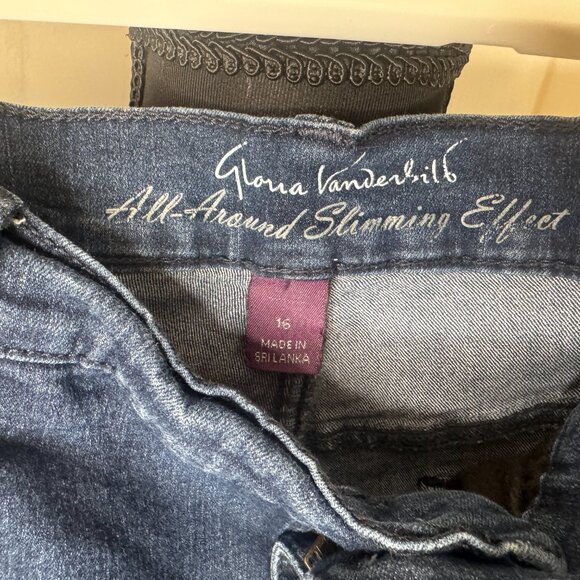 Gloria Vanderbilt
All-Around Slimming Effect
16
MADE IN
SRI LANKA